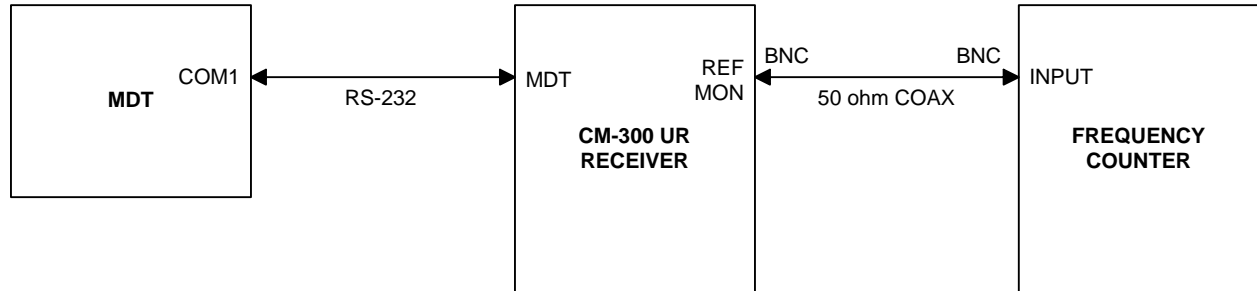 COM1
MDT
RS-232
MDT
REF
MON
CM-300 UR
RECEIVER
BNC
BNC
50 ohm COAX
INPUT
FREQUENCY
COUNTER